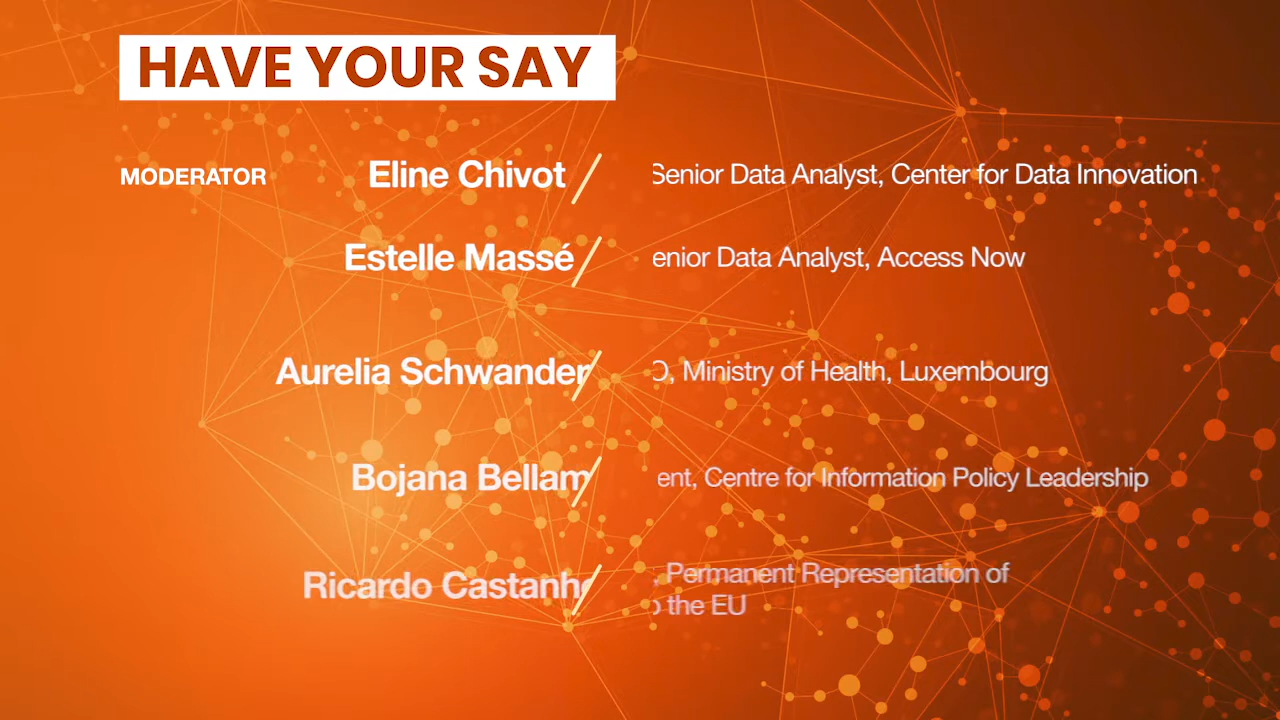 HAVE YOUR SAY
MODERATOR Eline Chivot / Senior Data Analyst, Center for Data Innovation
Estelle Massé / enior Data Analyst, Access Now
Aurelia Schwander / O, Ministry of Health, Luxembourg
Bojana Bellam / ent, Centre for Information Policy Leadership
Ricardo Castanh / , Permanent Representation of
the EU